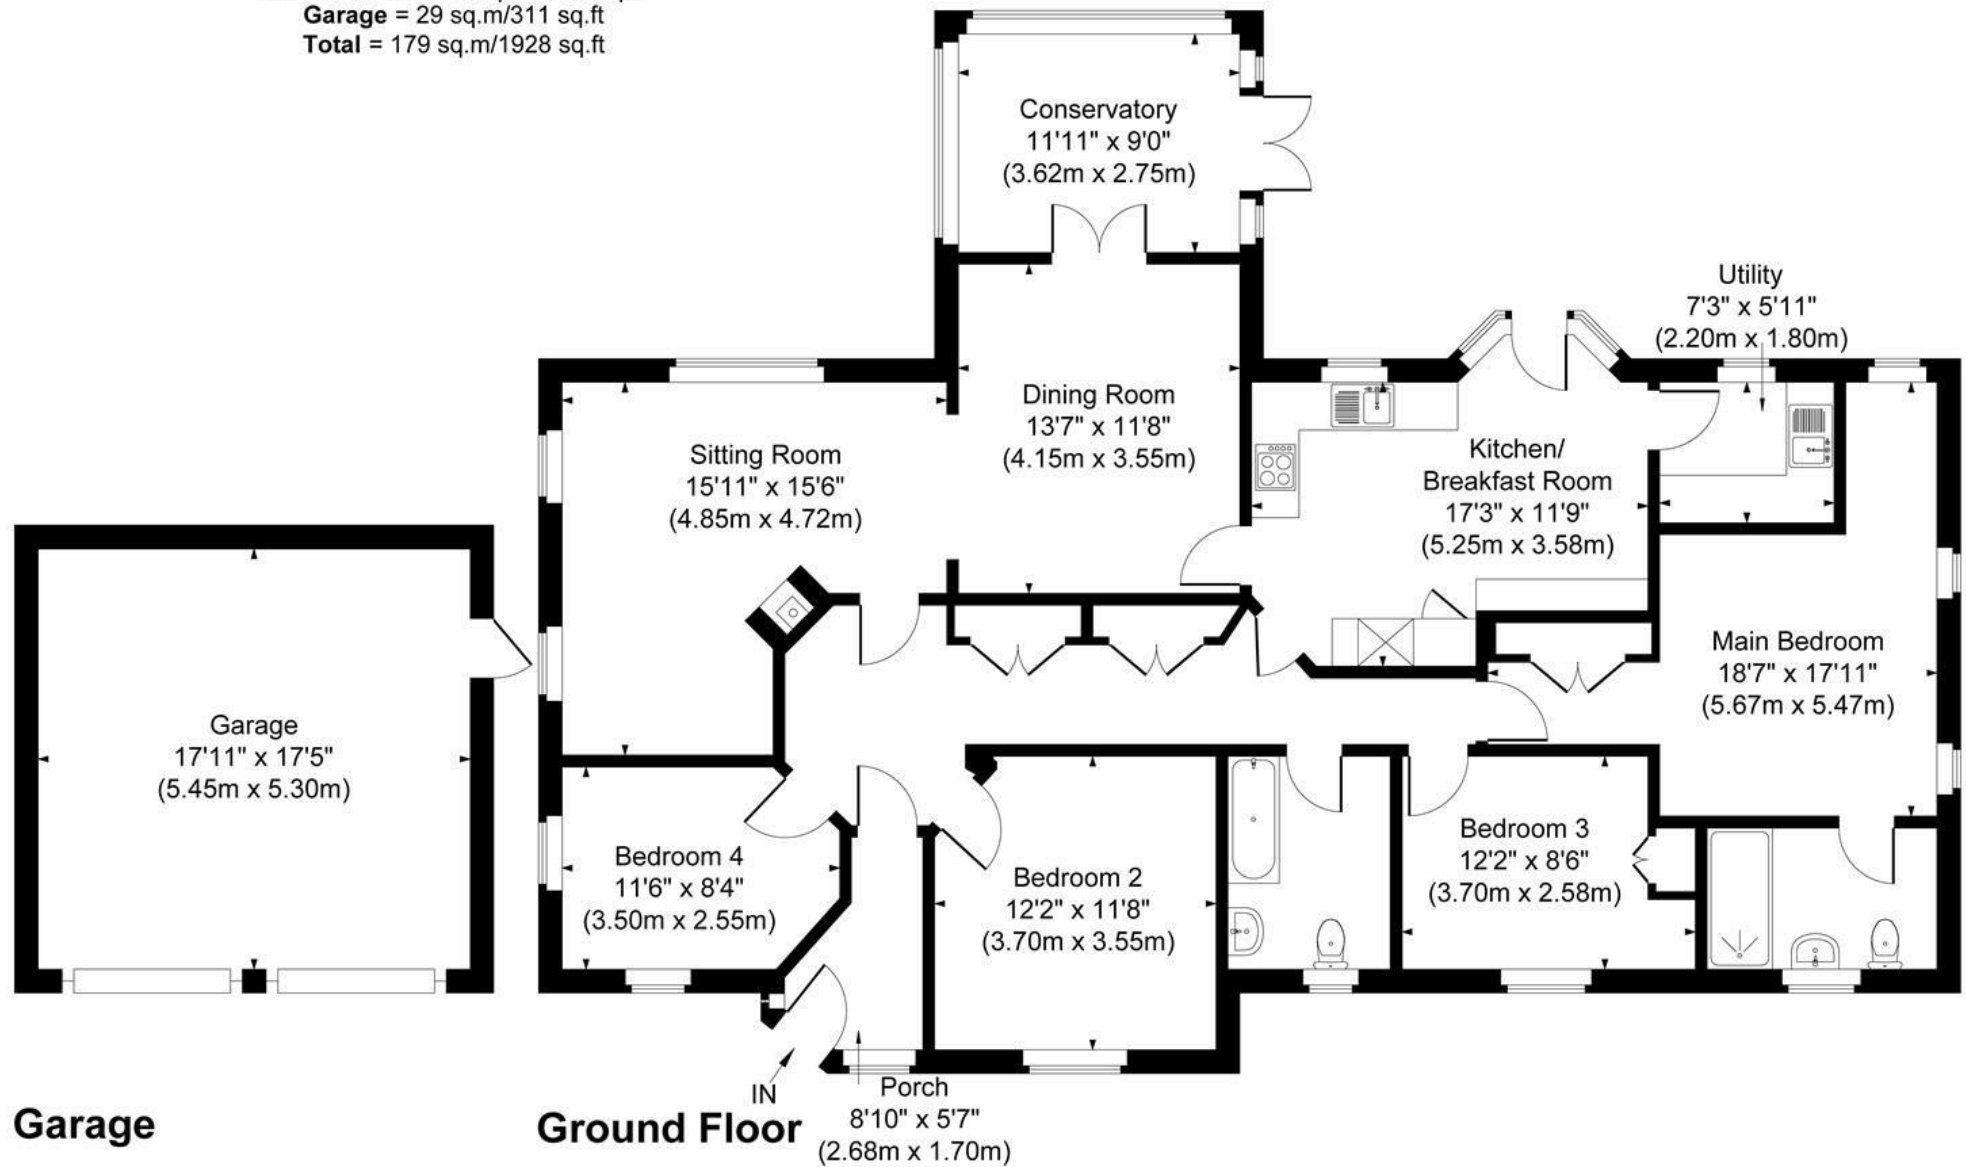 Garage = 29 sq.m/311 sq.ft
Total = 179 sq.m/1928 sq.ft
Conservatory
11'11" x 9'0"
(3.62m x 2.75m)
Utility
7'3" x 5'11"
(2.20m x 1.80m)
Dining Room
13'7" x 11'8"
(4.15m x 3.55m)
Sitting Room
15'11" x 15'6"
(4.85m x 4.72m)
Kitchen/
Breakfast Room
17'3" x 11'9"
(5.25m x 3.58m)
Main Bedroom
18'7" x 17'11"
(5.67m x 5.47m)
Garage
17'11" x 17'5"
(5.45m x 5.30m)
Bedroom 4
11'6" x 8'4"
(3.50m x 2.55m)
Bedroom 2
12'2" x 11'8"
(3.70m x 3.55m)
Bedroom 3
12'2" x 8'6"
(3.70m x 2.58m)
IN
Porch
8'10" x 5'7"
(2.68m x 1.70m)
Garage
Ground Floor